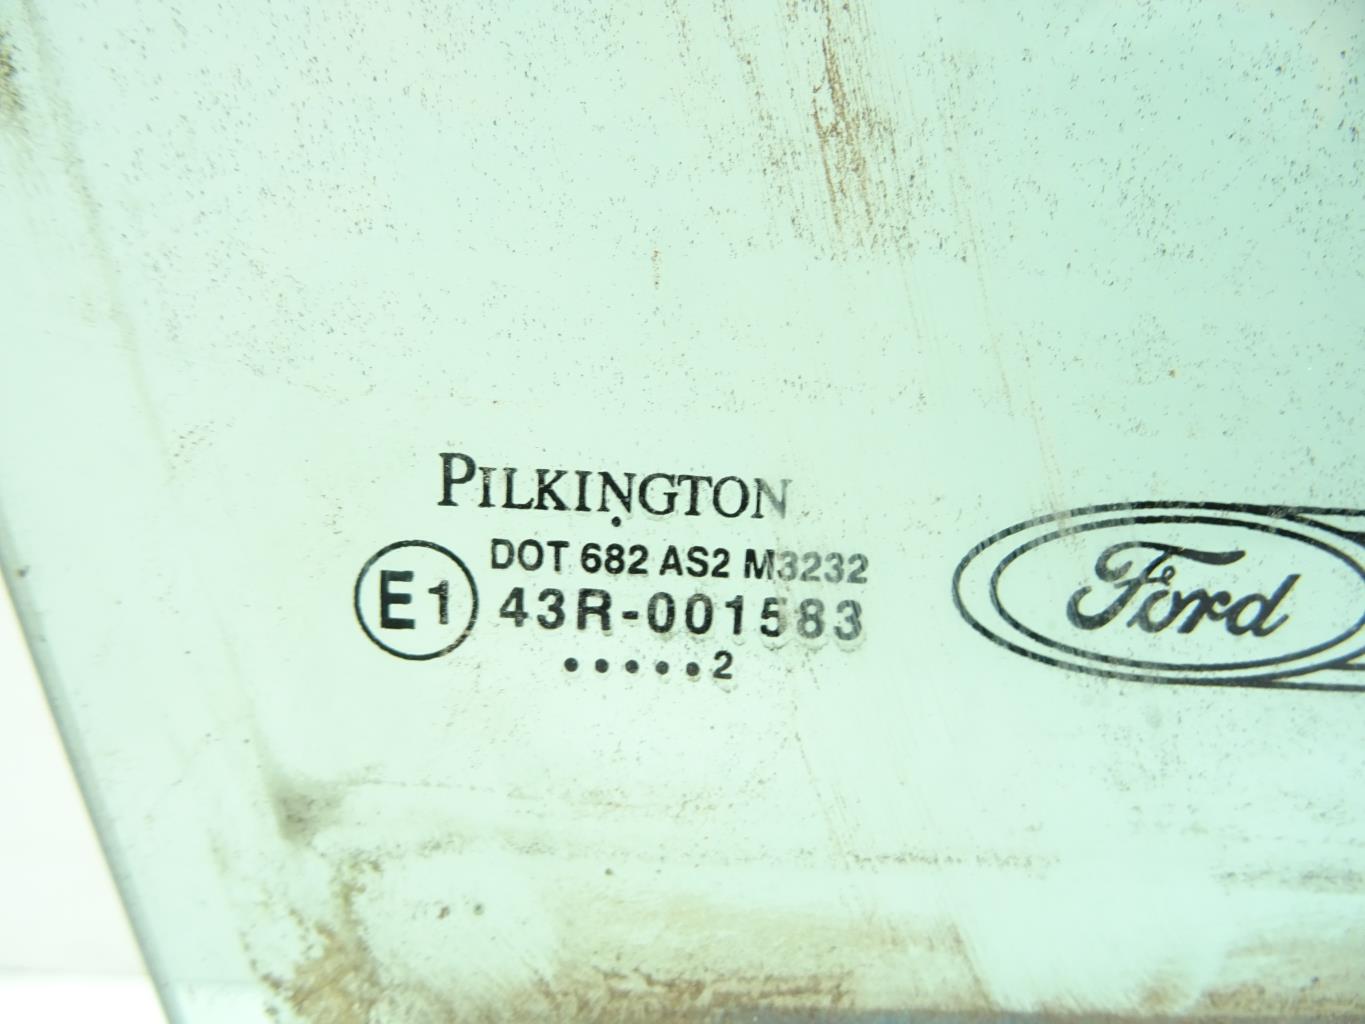 PILKINGTON
DOT 682 AS2 M3232
E1 43R-001583
•••••2
Ford